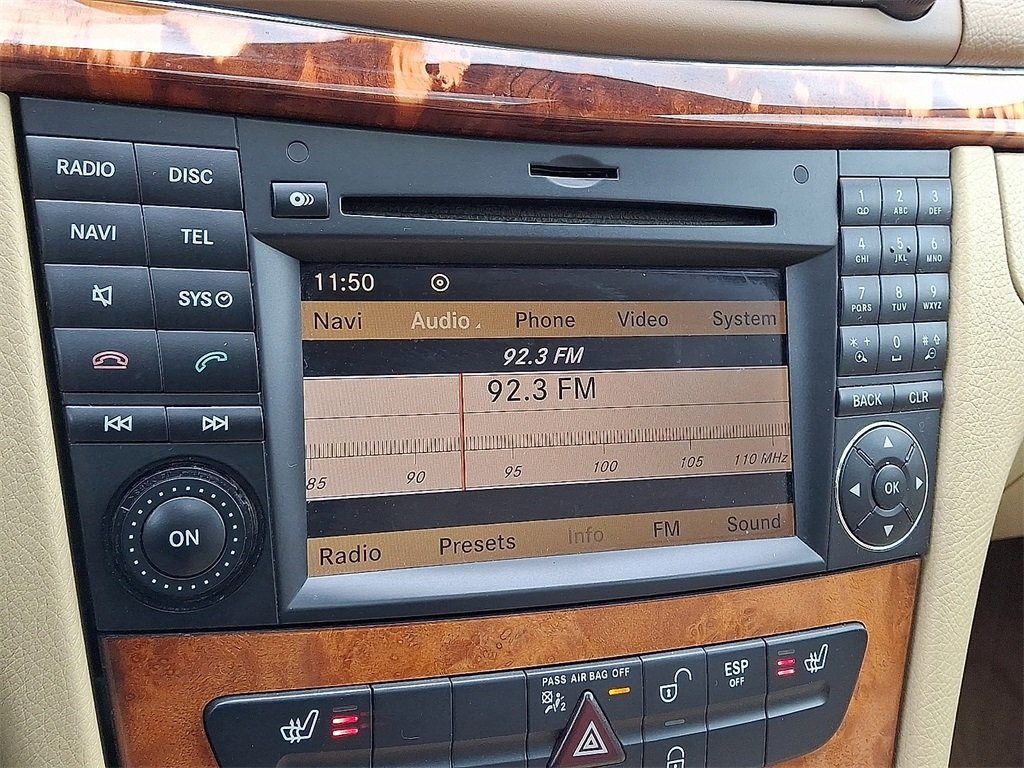 RADIO DISC
NAVI TEL
SYS
ON
11:50
Navi Audio Phone Video System
92.3 FM
92.3 FM
85 90 95 100 105 110 MHz
Radio Presets Info FM Sound
1 2 ABC 3 DEF
4 GHI 5 JKL 6 MNO
7 PQRS 8 TUV 9 WXYZ
* + 0 #
BACK CLR
OK
PASS AIR BAG OFF
2
ESP
OFF